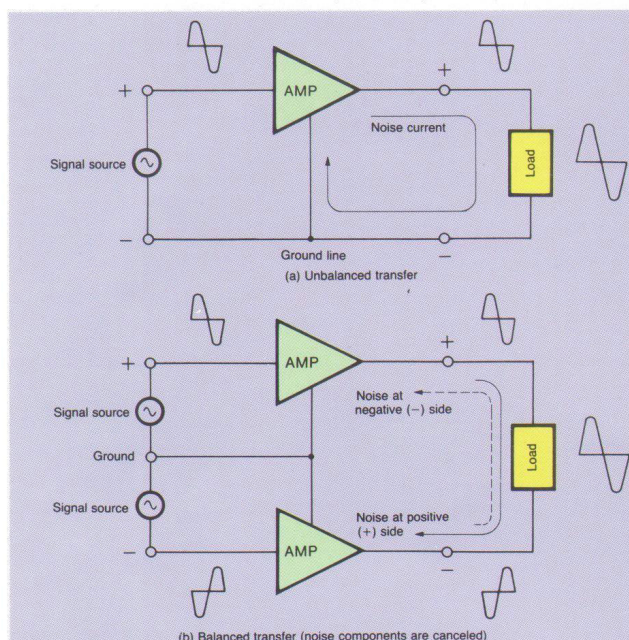 +
AMP
+
Noise current
Signal source
Load
−
Ground line
−
(a) Unbalanced transfer
+
AMP
+
Signal source
Noise at
negative (−) side
Ground
Load
Signal source
Noise at positive
(+) side
−
AMP
−
(b) Balanced transfer (noise components are canceled)